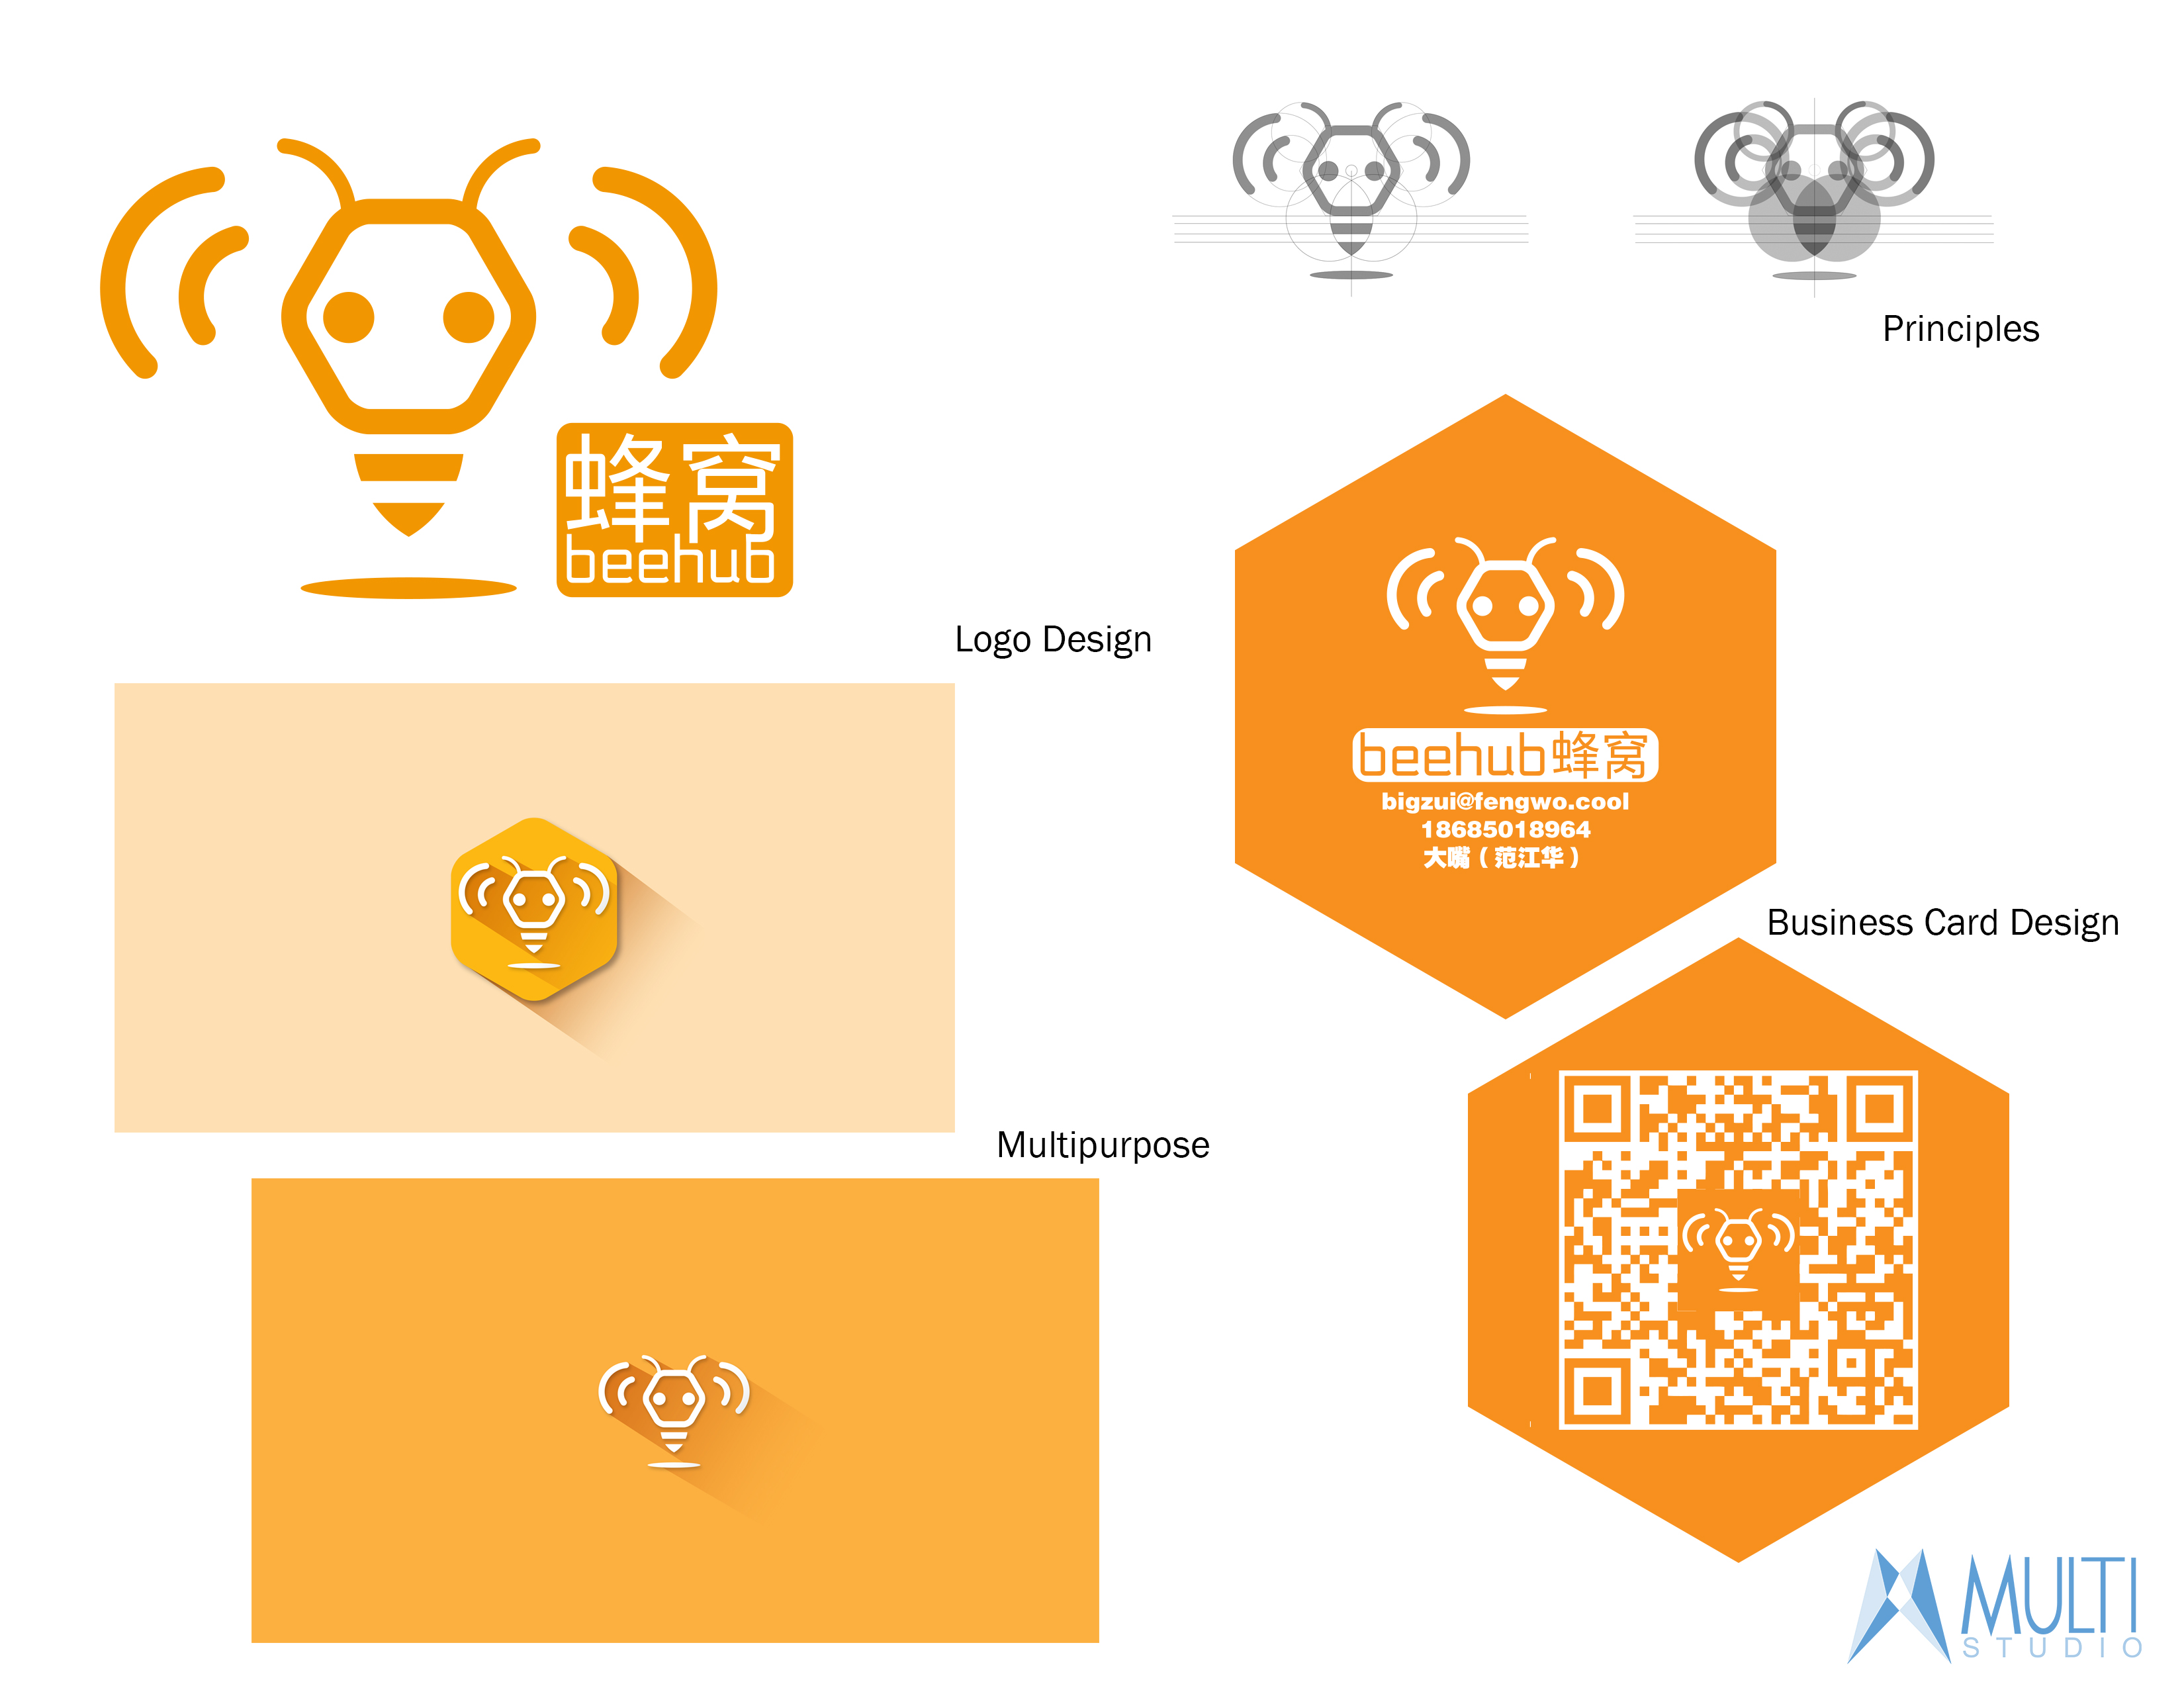 蜂窝
beehub
Logo Design
Principles
beehub蜂窝
bigzui@fengwo.cool
18685018964
大嘴（范江华）
Business Card Design
Multipurpose
MULTI
STUDIO